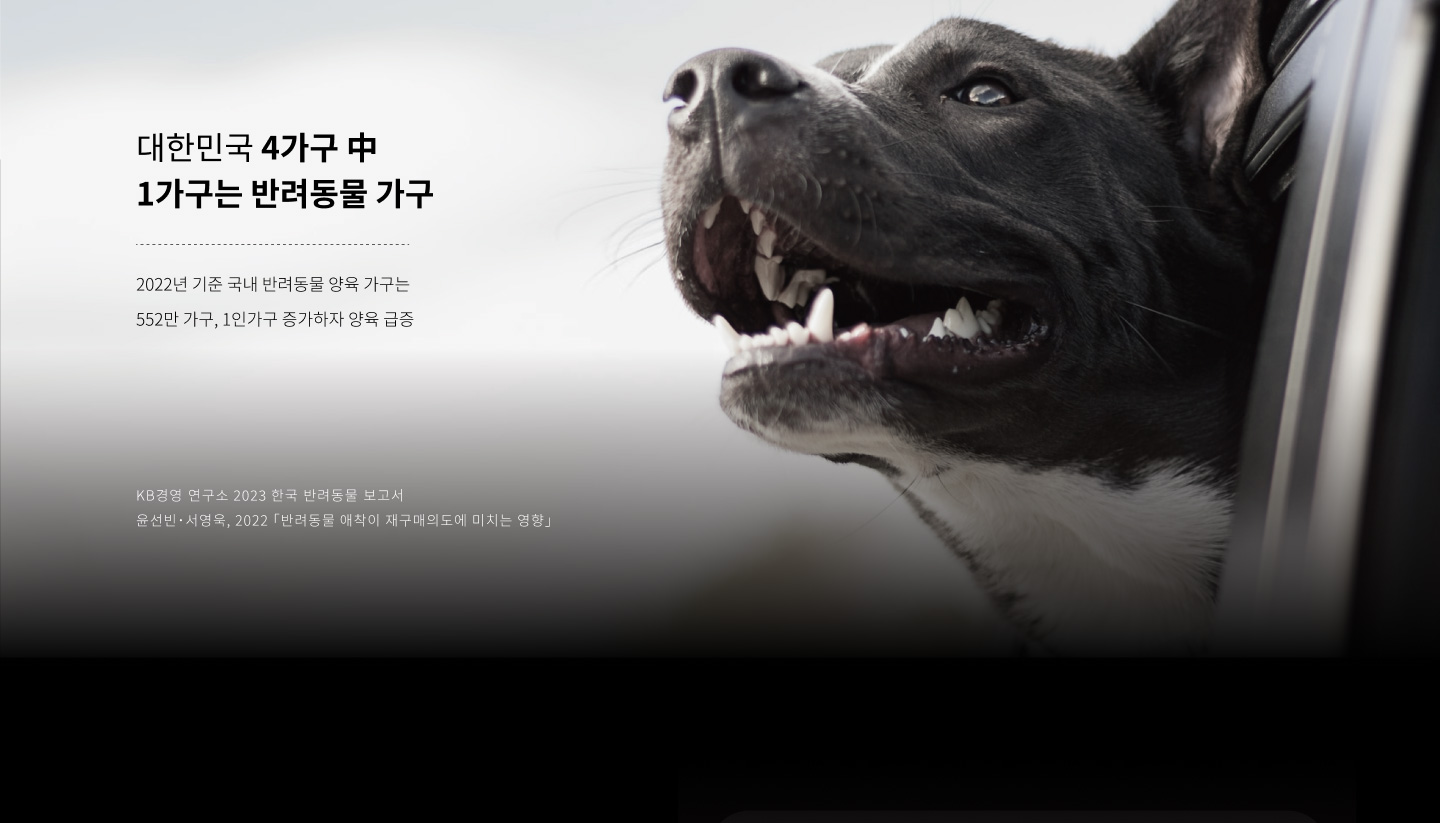 대한민국 4가구 中
1가구는 반려동물 가구
2022년 기준 국내 반려동물 양육 가구는
552만 가구, 1인가구 증가하자 양육 급증
KB경영 연구소 2023 한국 반려동물 보고서
윤선빈·서영욱, 2022 「반려동물 애착이 재구매의도에 미치는 영향」